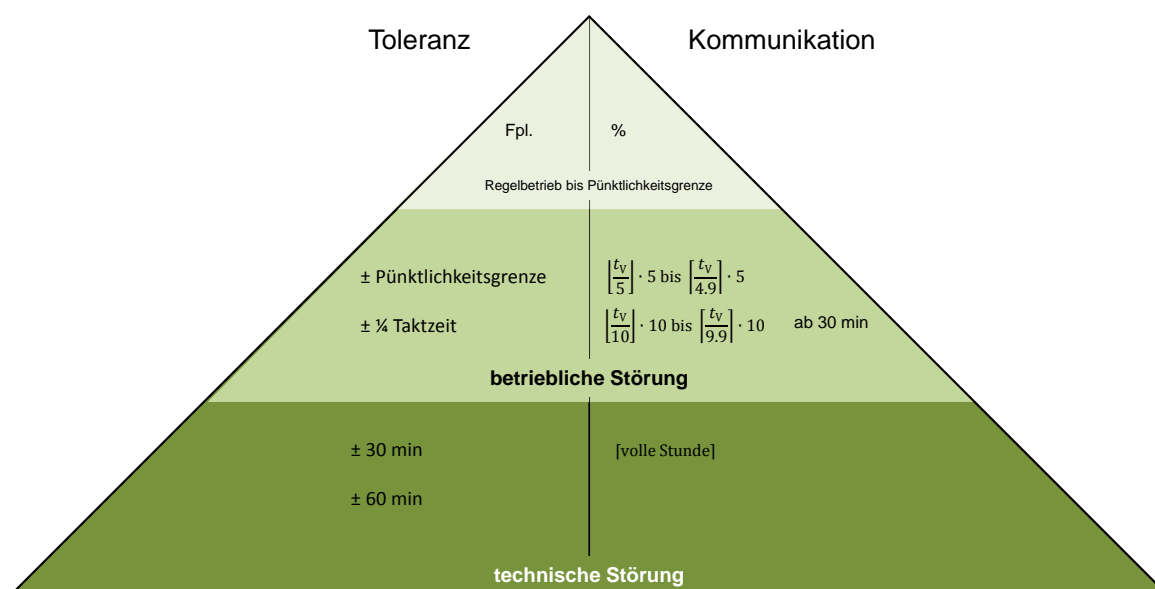 Toleranz Kommunikation
Fpl. %
Regelbetrieb bis Pünktlichkeitsgrenze
± Pünktlichkeitsgrenze ⌊t_V/5⌋ · 5 bis ⌈t_V/4.9⌉ · 5
± ¼ Taktzeit ⌊t_V/10⌋ · 10 bis ⌈t_V/9.9⌉ · 10 ab 30 min
betriebliche Störung
± 30 min ⌈volle Stunde⌉
± 60 min
technische Störung